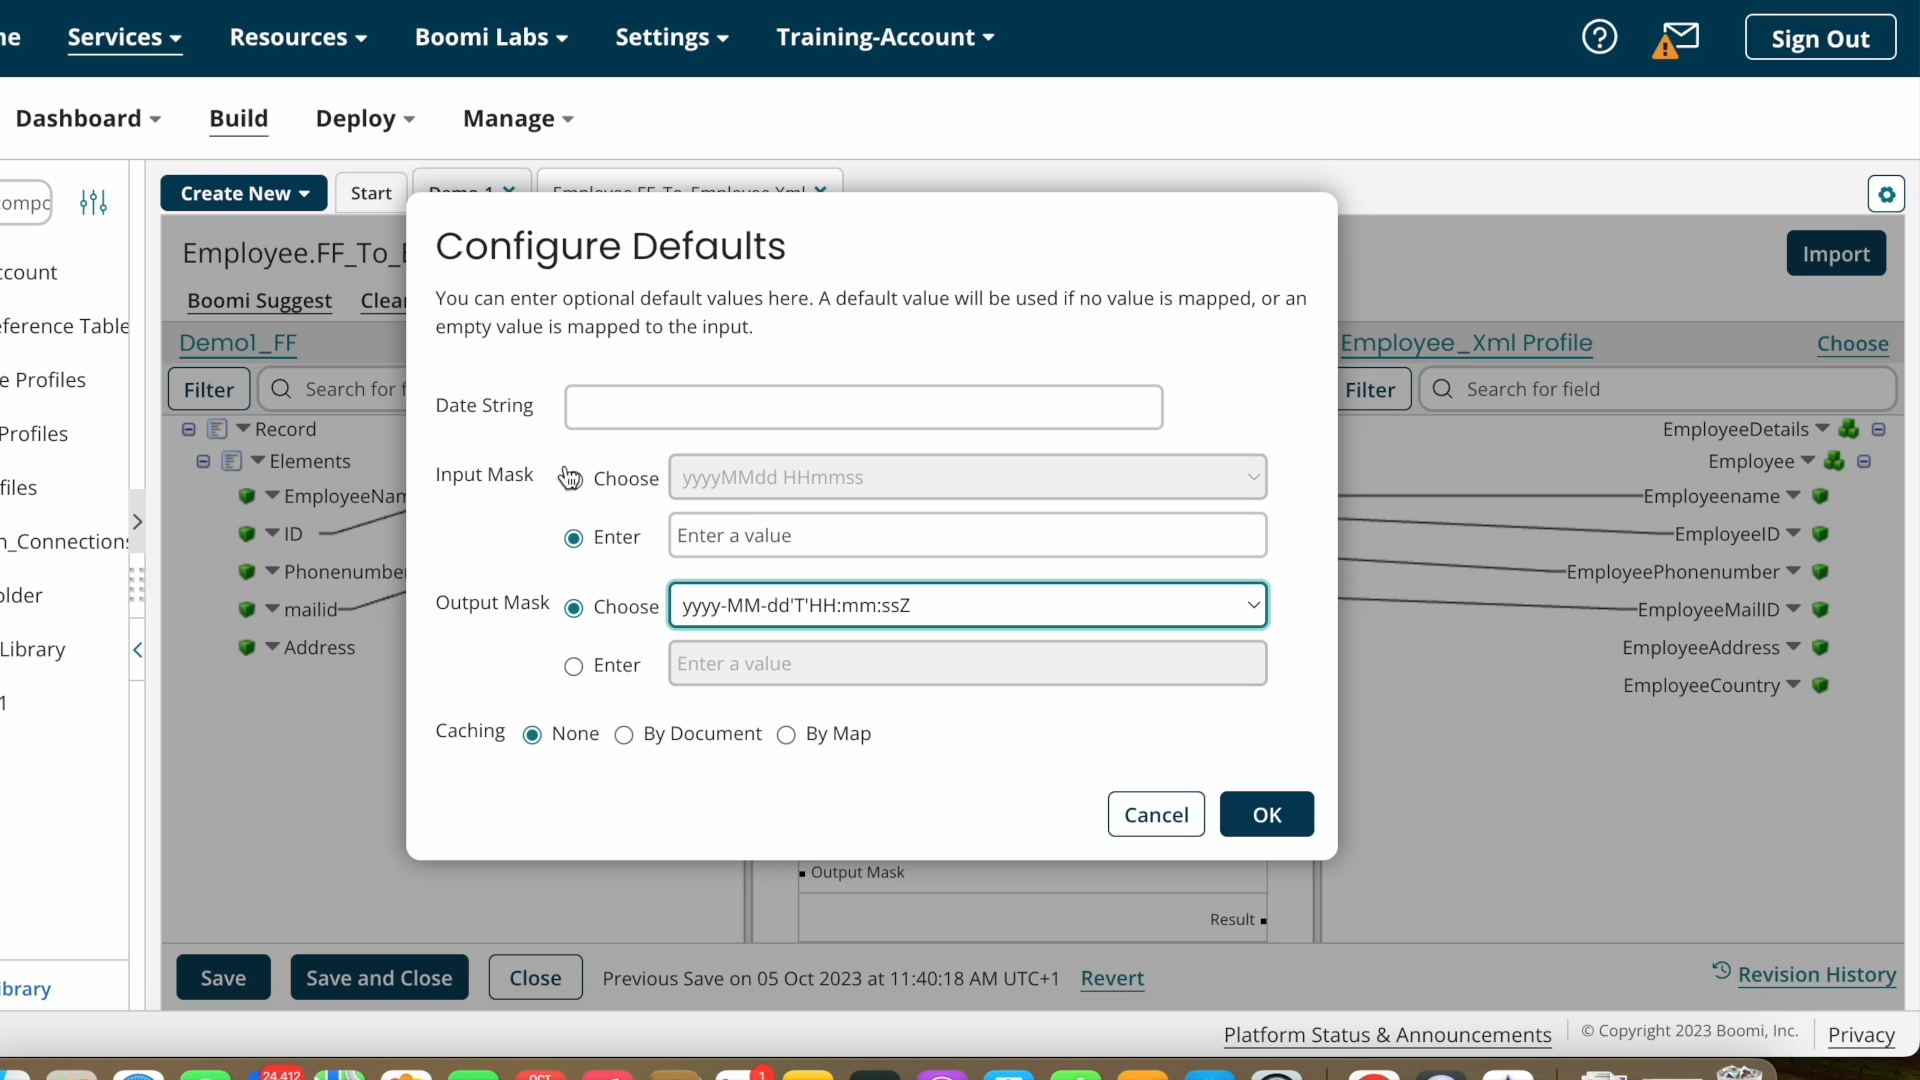 Services Resources Boomi Labs Settings Training-Account Sign Out
Dashboard Build Deploy Manage
Create New Start
Employee.FF_To_ Import
Boomi Suggest Clear
Configure Defaults
You can enter optional default values here. A default value will be used if no value is mapped, or an
empty value is mapped to the input.
Date String
Input Mask Choose yyyyMMdd HHmmss
Enter Enter a value
Output Mask Choose yyyy-MM-dd'T'HH:mm:ssZ
Enter Enter a value
Caching None By Document By Map
Cancel OK
ccount
eference Table
e Profiles
Profiles
files
n_Connections
older
Library
1
ibrary
Demo1_FF
Filter Search for f
Record
Elements
EmployeeNam
ID
Phonenumber
mailid
Address
Employee_Xml Profile Choose
Filter Search for field
EmployeeDetails
Employee
Employeename
EmployeeID
EmployeePhonenumber
EmployeeMailID
EmployeeAddress
EmployeeCountry
Output Mask
Result
Save Save and Close Close Previous Save on 05 Oct 2023 at 11:40:18 AM UTC+1 Revert Revision History
Platform Status & Announcements © Copyright 2023 Boomi, Inc. Privacy
24,412 OCT 1